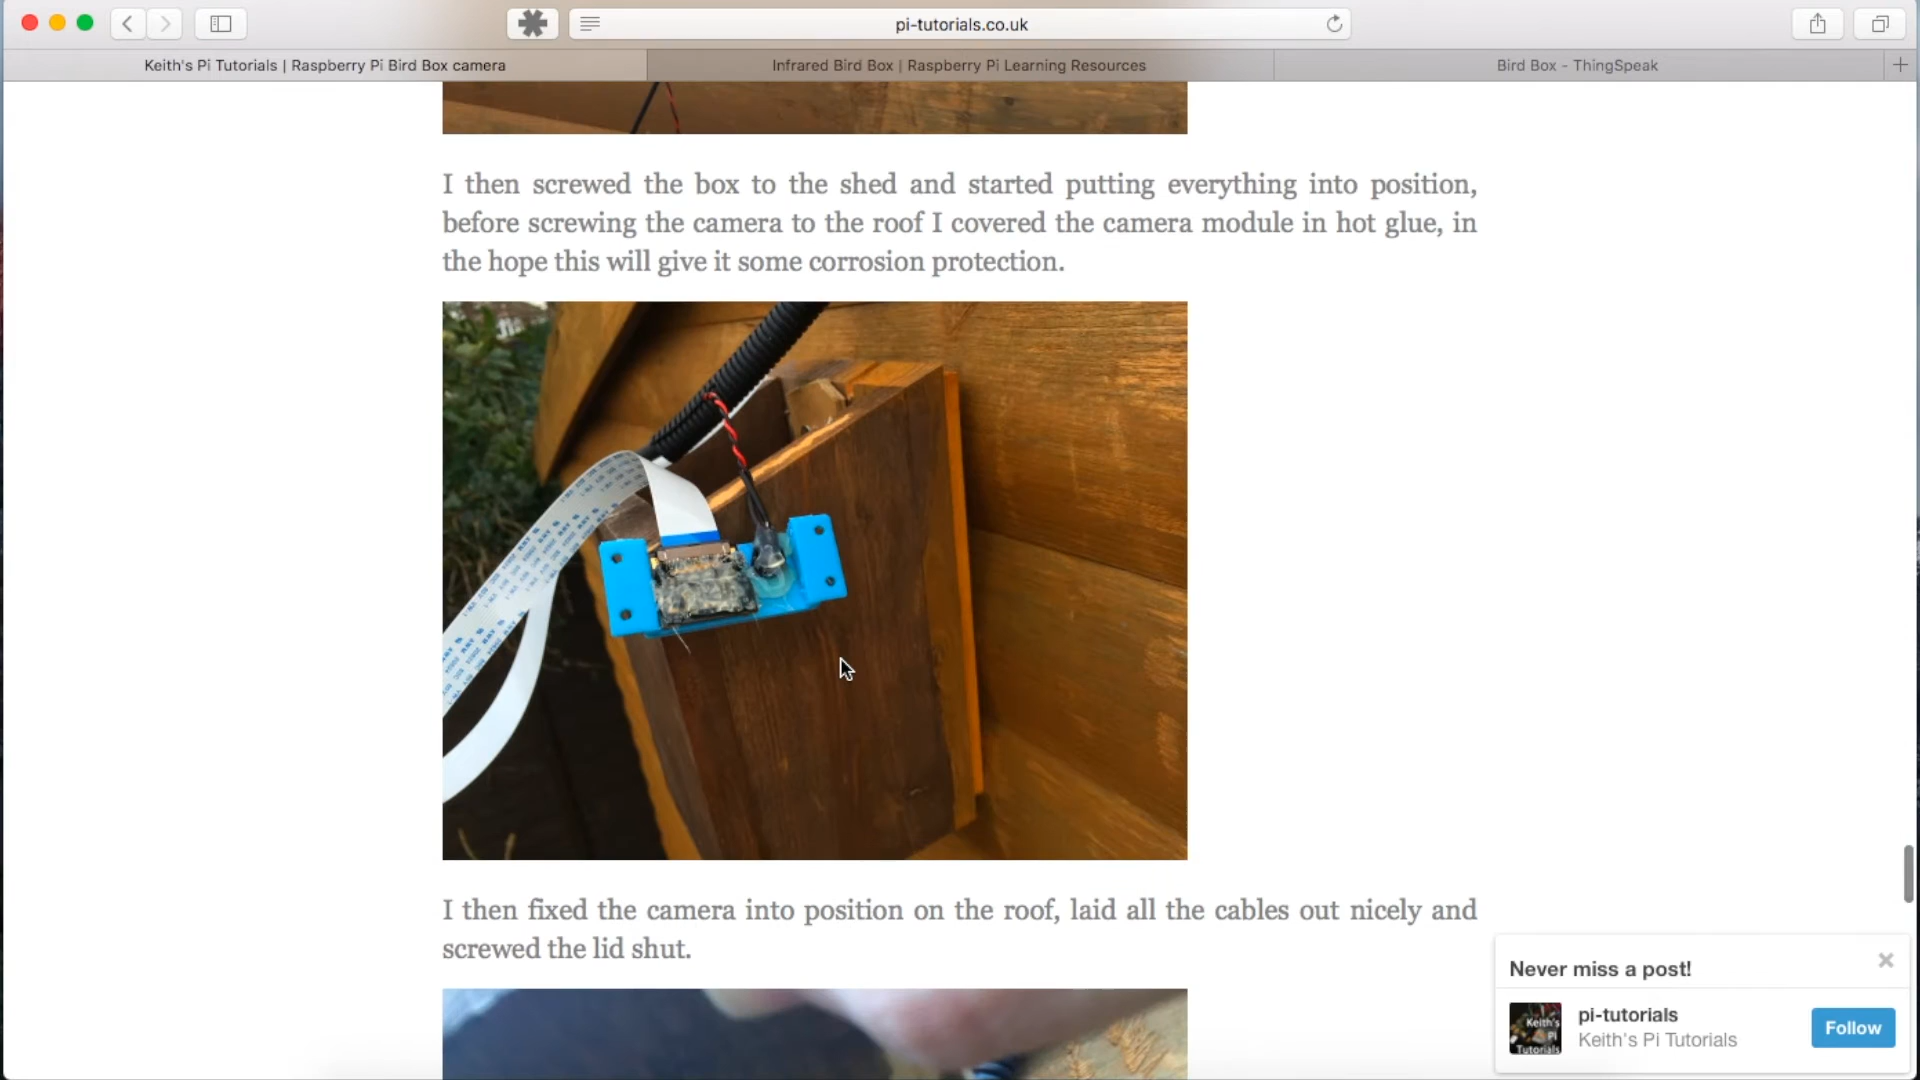 pi-tutorials.co.uk
Keith's Pi Tutorials | Raspberry Pi Bird Box camera
Infrared Bird Box | Raspberry Pi Learning Resources
Bird Box - ThingSpeak
I then screwed the box to the shed and started putting everything into position,
before screwing the camera to the roof I covered the camera module in hot glue, in
the hope this will give it some corrosion protection.
I then fixed the camera into position on the roof, laid all the cables out nicely and
screwed the lid shut.
Never miss a post!
Keith's
Pi
Tutorials
pi-tutorials
Keith's Pi Tutorials
Follow